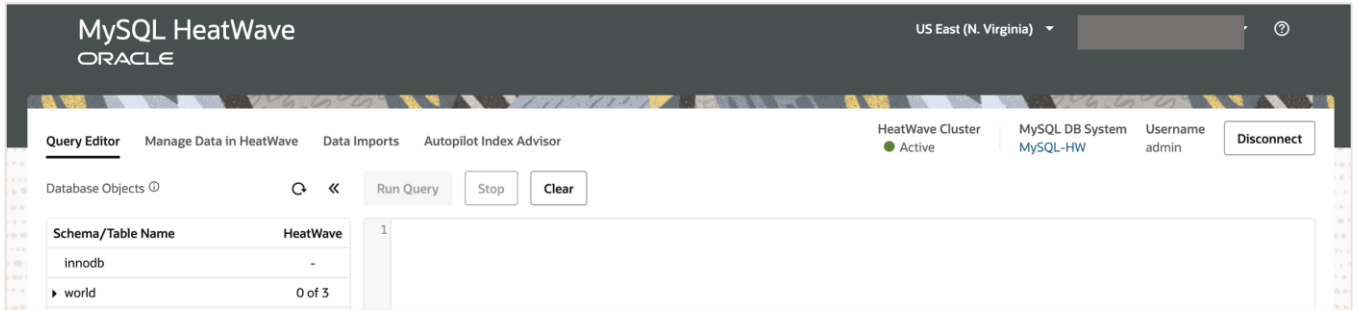 MySQL HeatWave
ORACLE
US East (N. Virginia)
Query Editor Manage Data in HeatWave Data Imports Autopilot Index Advisor
HeatWave Cluster MySQL DB System Username
Active MySQL-HW admin
Disconnect
Database Objects
Run Query Stop Clear
Schema/Table Name HeatWave
1
innodb -
world 0 of 3